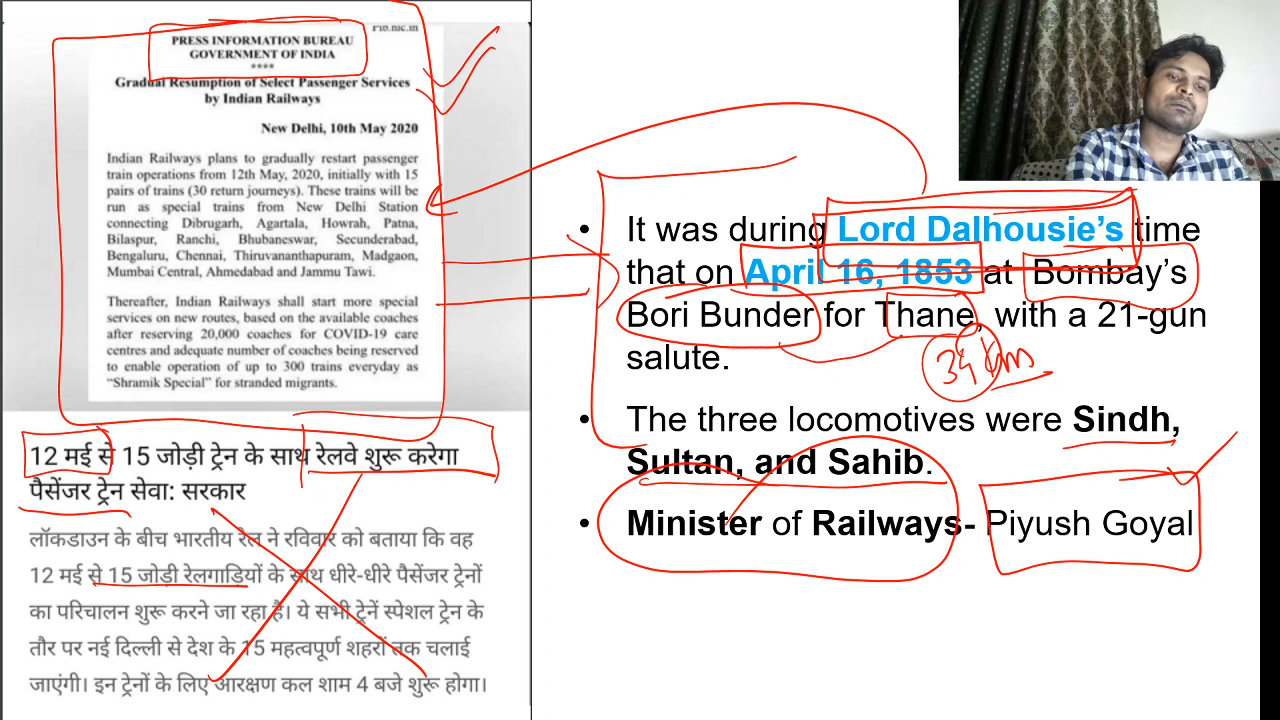 PRESS INFORMATION BUREAU
GOVERNMENT OF INDIA
****
Gradual Resumption of Select Passenger Services
by Indian Railways
New Delhi, 10th May 2020
Indian Railways plans to gradually restart passenger
train operations from 12th May, 2020, initially with 15
pairs of trains (30 return journeys). These trains will be
run as special trains from New Delhi Station
connecting Dibrugarh, Agartala, Howrah, Patna,
Bilaspur, Ranchi, Bhubaneswar, Secunderabad,
Bengaluru, Chennai, Thiruvananthapuram, Madgaon,
Mumbai Central, Ahmedabad and Jammu Tawi.
Thereafter, Indian Railways shall start more special
services on new routes, based on the available coaches
after reserving 20,000 coaches for COVID-19 care
centres and adequate number of coaches being reserved
to enable operation of up to 300 trains everyday as
“Shramik Special” for stranded migrants.
12 मई से 15 जोड़ी ट्रेन के साथ रेलवे शुरू करेगा
पैसेंजर ट्रेन सेवा: सरकार
लॉकडाउन के बीच भारतीय रेल ने रविवार को बताया कि वह
12 मई से 15 जोड़ी रेलगाड़ियों के साथ धीरे-धीरे पैसेंजर ट्रेनों
का परिचालन शुरू करने जा रहा है। ये सभी ट्रेनें स्पेशल ट्रेन के
तौर पर नई दिल्ली से देश के 15 महत्वपूर्ण शहरों तक चलाई
जाएंगी। इन ट्रेनों के लिए आरक्षण कल शाम 4 बजे शुरू होगा।
• It was during Lord Dalhousie’s time
that on April 16, 1853 at Bombay’s
Bori Bunder for Thane, with a 21-gun
salute.
34 kms
• The three locomotives were Sindh,
Sultan, and Sahib.
• Minister of Railways- Piyush Goyal